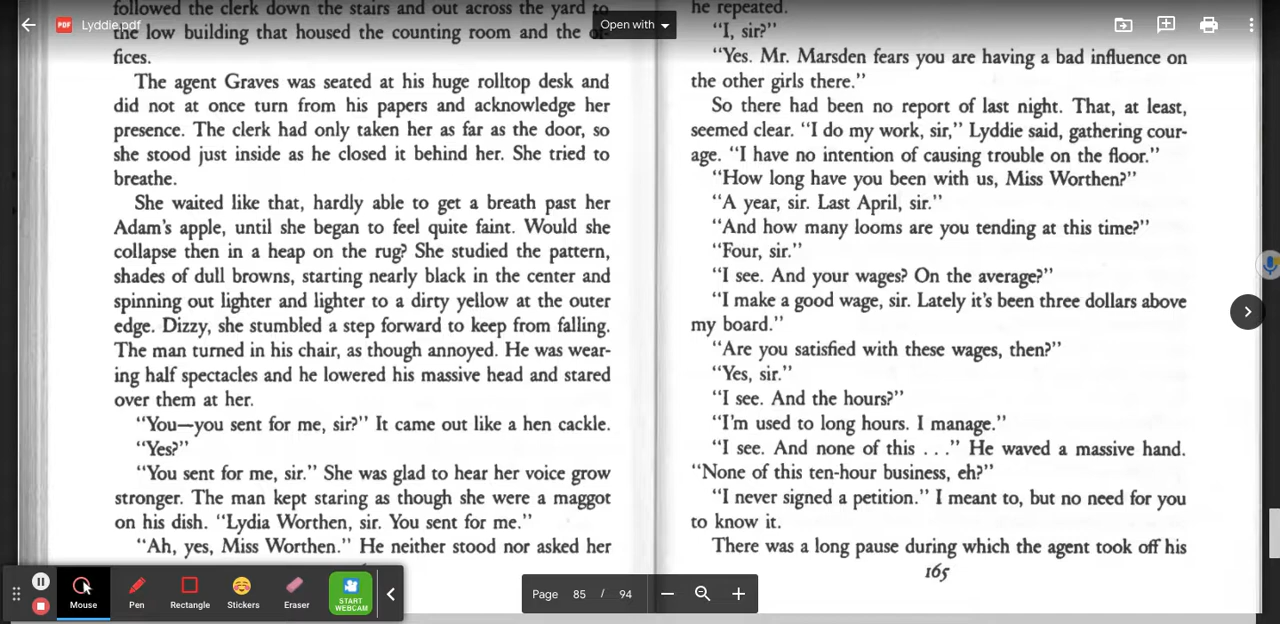 followed the clerk down the stairs and out across the yard to
the low building that housed the counting room and the of-
fices.
The agent Graves was seated at his huge rolltop desk and
did not at once turn from his papers and acknowledge her
presence. The clerk had only taken her as far as the door, so
she stood just inside as he closed it behind her. She tried to
breathe.
She waited like that, hardly able to get a breath past her
Adam's apple, until she began to feel quite faint. Would she
collapse then in a heap on the rug? She studied the pattern,
shades of dull browns, starting nearly black in the center and
spinning out lighter and lighter to a dirty yellow at the outer
edge. Dizzy, she stumbled a step forward to keep from falling.
The man turned in his chair, as though annoyed. He was wear-
ing half spectacles and he lowered his massive head and stared
over them at her.
“You—you sent for me, sir?” It came out like a hen cackle.
“Yes?”
“You sent for me, sir.” She was glad to hear her voice grow
stronger. The man kept staring as though she were a maggot
on his dish. “Lydia Worthen, sir. You sent for me.”
“Ah, yes, Miss Worthen.” He neither stood nor asked her
he repeated.
“I, sir?”
“Yes. Mr. Marsden fears you are having a bad influence on
the other girls there.”
So there had been no report of last night. That, at least,
seemed clear. “I do my work, sir,” Lyddie said, gathering cour-
age. “I have no intention of causing trouble on the floor.”
“How long have you been with us, Miss Worthen?”
“A year, sir. Last April, sir.”
“And how many looms are you tending at this time?”
“Four, sir.”
“I see. And your wages? On the average?”
“I make a good wage, sir. Lately it's been three dollars above
my board.”
“Are you satisfied with these wages, then?”
“Yes, sir.”
“I see. And the hours?”
“I'm used to long hours. I manage.”
“I see. And none of this . . .” He waved a massive hand.
“None of this ten-hour business, eh?”
“I never signed a petition.” I meant to, but no need for you
to know it.
There was a long pause during which the agent took off his
165
PDF Lyddie.pdf
Open with
Mouse
Pen
Rectangle
Stickers
Eraser
START
WEBCAM
Page 85 / 94